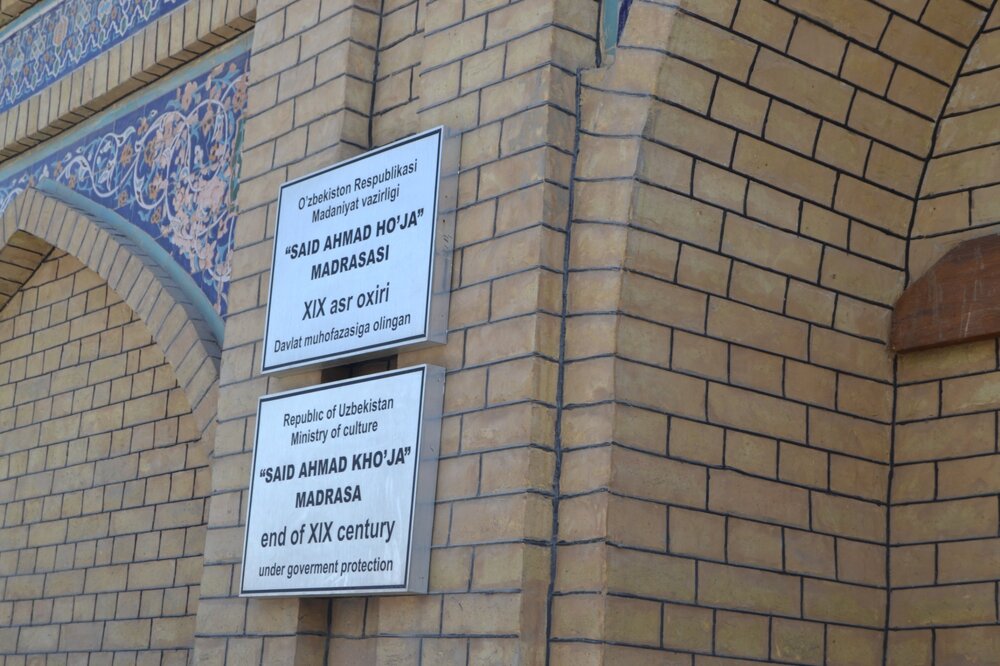 O'zbekiston Respublikasi
Madaniyat vazirligi
"SAID AHMAD HO'JA"
MADRASASI
XIX asr oxiri
Davlat muhofazasiga olingan
Republic of Uzbekistan
Ministry of culture
"SAID AHMAD KHO'JA"
MADRASA
end of XIX century
under goverment protection